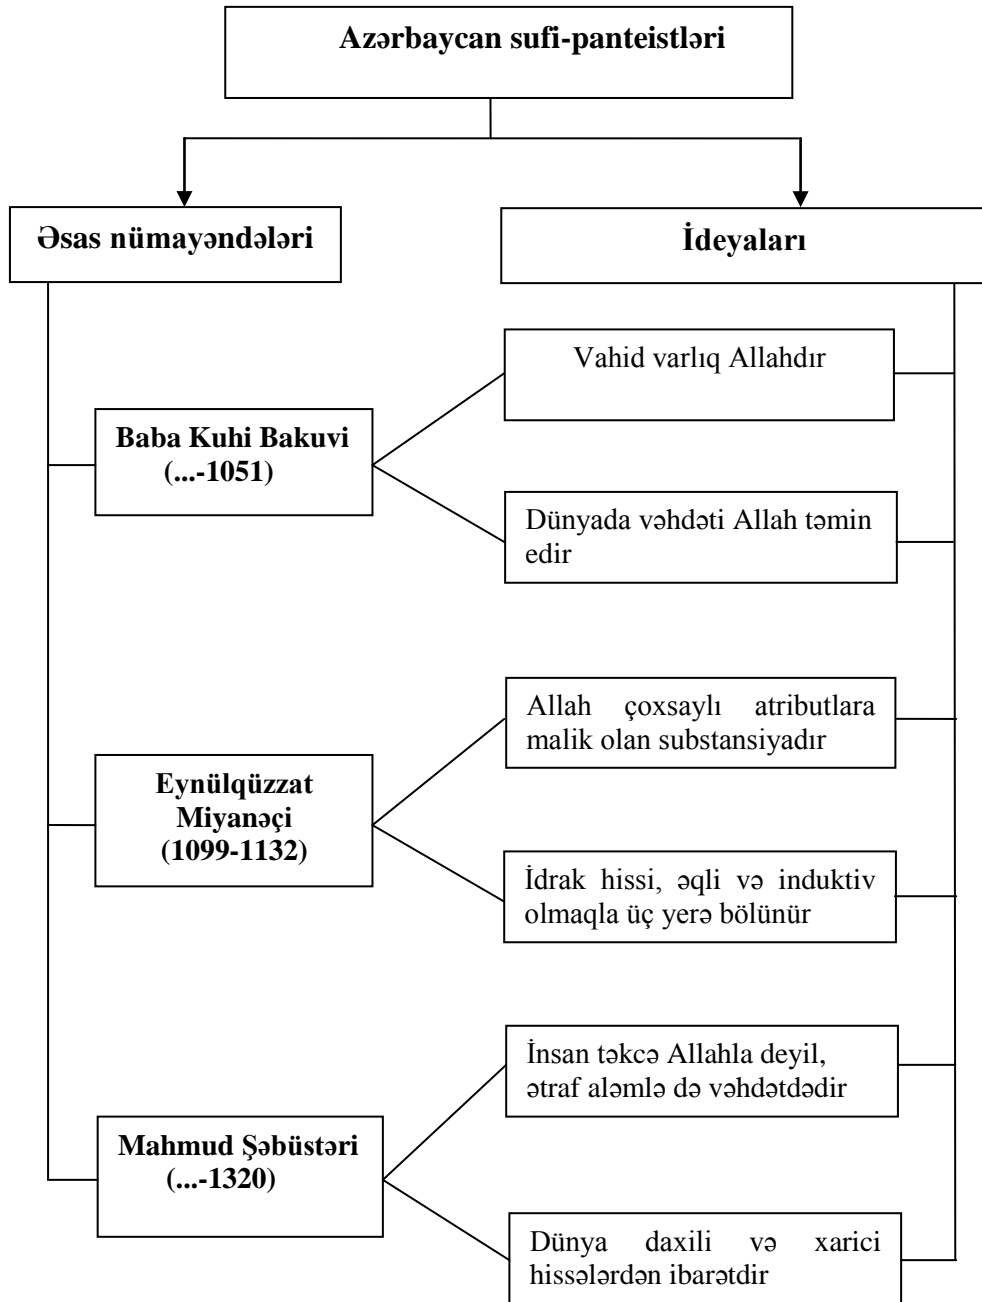 Azərbaycan sufi-panteistləri
Əsas nümayəndələri
İdeyaları
Baba Kuhi Bakuvi
(...-1051)
Vahid varlıq Allahdır
Dünyada vəhdəti Allah təmin
edir
Eynülqüzzat
Miyanəçi
(1099-1132)
Allah çoxsaylı atributlara
malik olan substansiyadır
İdrak hissi, əqli və induktiv
olmaqla üç yerə bölünür
Mahmud Şəbüstəri
(...-1320)
İnsan təkcə Allahla deyil,
ətraf aləmlə də vəhdətdədir
Dünya daxili və xarici
hissələrdən ibarətdir